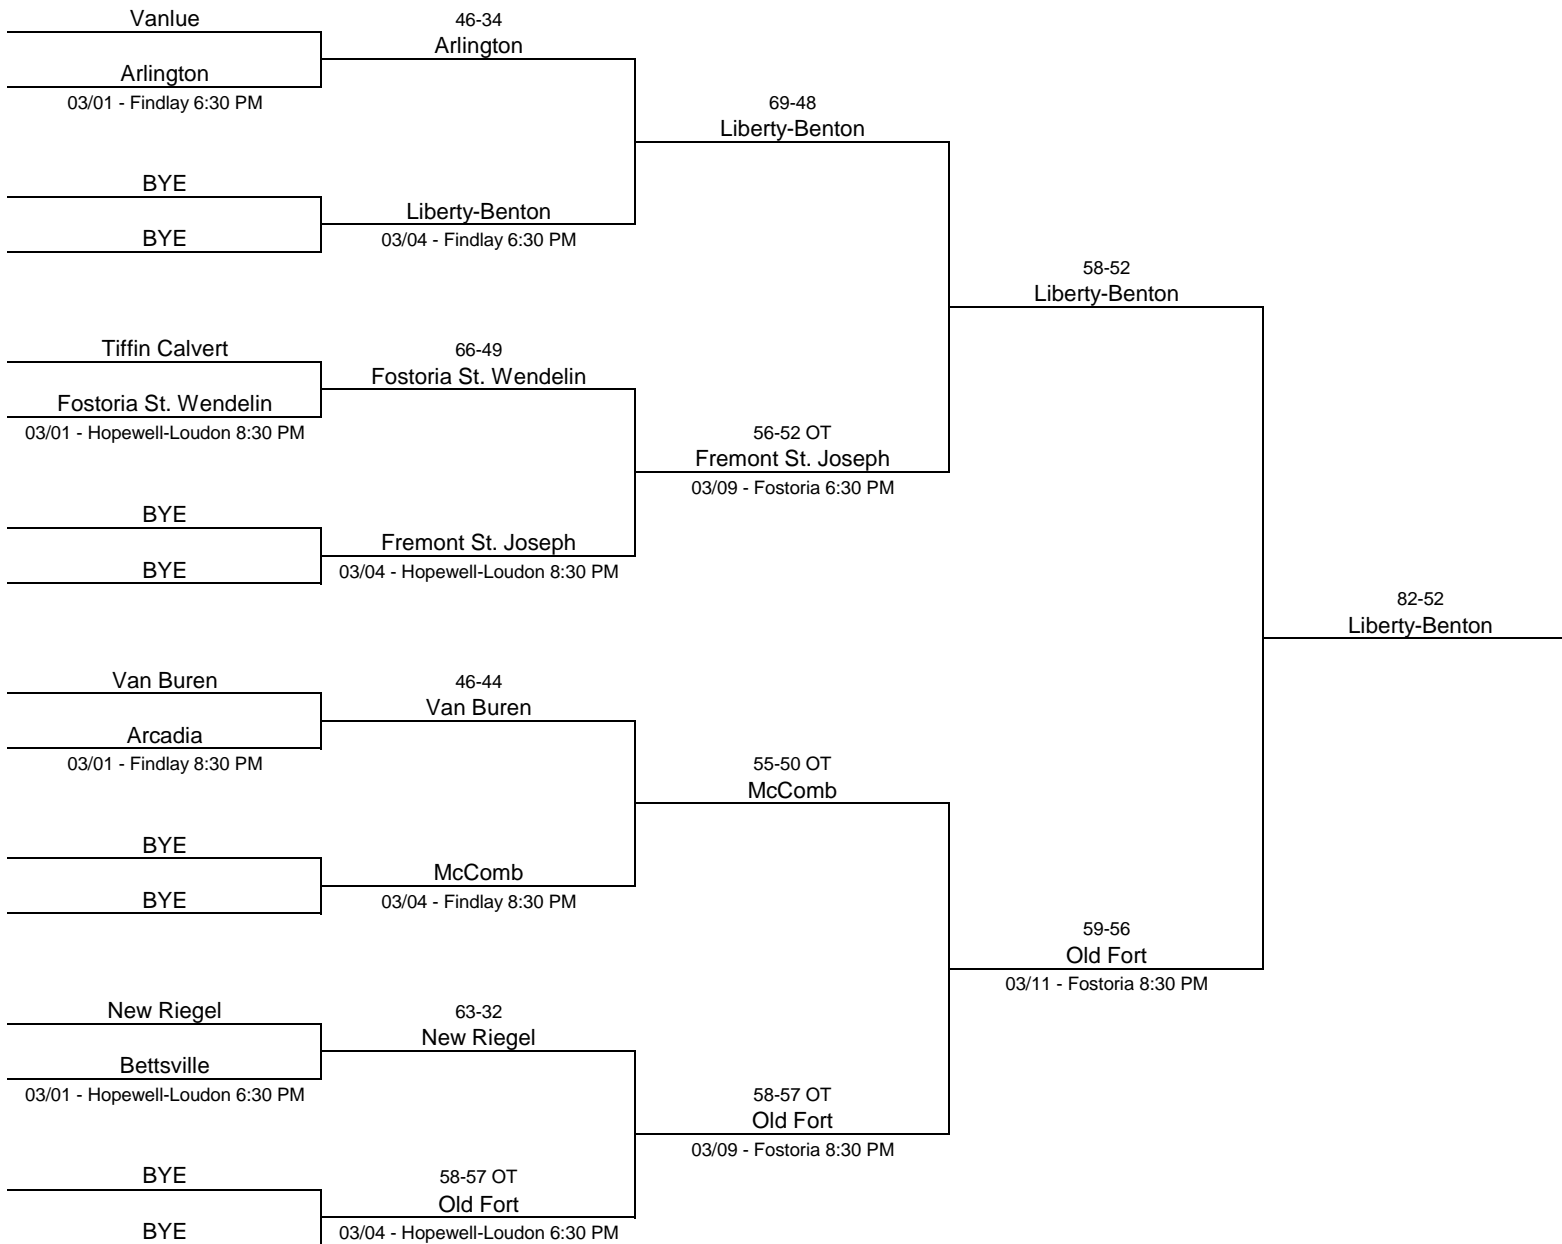 Vanlue
46-34
Arlington
Arlington
03/01 - Findlay 6:30 PM
69-48
Liberty-Benton
BYE
Liberty-Benton
BYE
03/04 - Findlay 6:30 PM
58-52
Liberty-Benton
Tiffin Calvert
66-49
Fostoria St. Wendelin
Fostoria St. Wendelin
03/01 - Hopewell-Loudon 8:30 PM
56-52 OT
Fremont St. Joseph
03/09 - Fostoria 6:30 PM
BYE
Fremont St. Joseph
BYE
03/04 - Hopewell-Loudon 8:30 PM
82-52
Liberty-Benton
Van Buren
46-44
Van Buren
Arcadia
03/01 - Findlay 8:30 PM
55-50 OT
McComb
BYE
McComb
BYE
03/04 - Findlay 8:30 PM
59-56
Old Fort
03/11 - Fostoria 8:30 PM
New Riegel
63-32
New Riegel
Bettsville
03/01 - Hopewell-Loudon 6:30 PM
58-57 OT
Old Fort
03/09 - Fostoria 8:30 PM
BYE
58-57 OT
Old Fort
BYE
03/04 - Hopewell-Loudon 6:30 PM